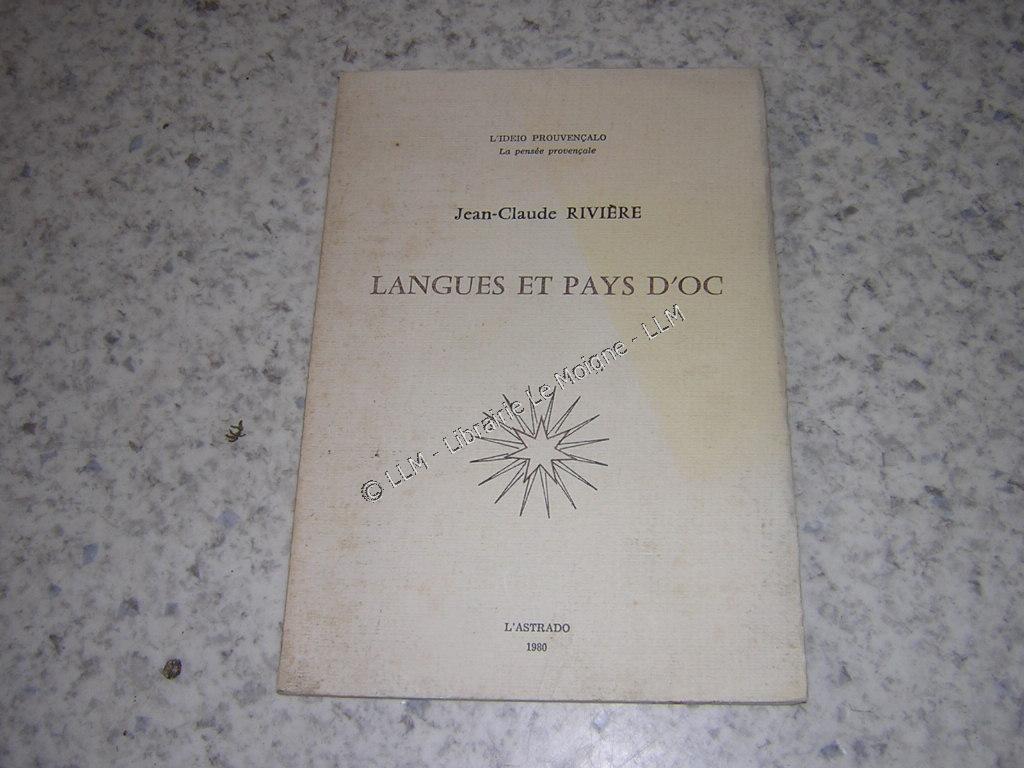 L'IDEIO PROUVENÇALO
La pensée provençale
Jean-Claude RIVIÈRE
LANGUES ET PAYS D'OC
© LLM - Librairie Le Moigne - LLM
L'ASTRADO
1980